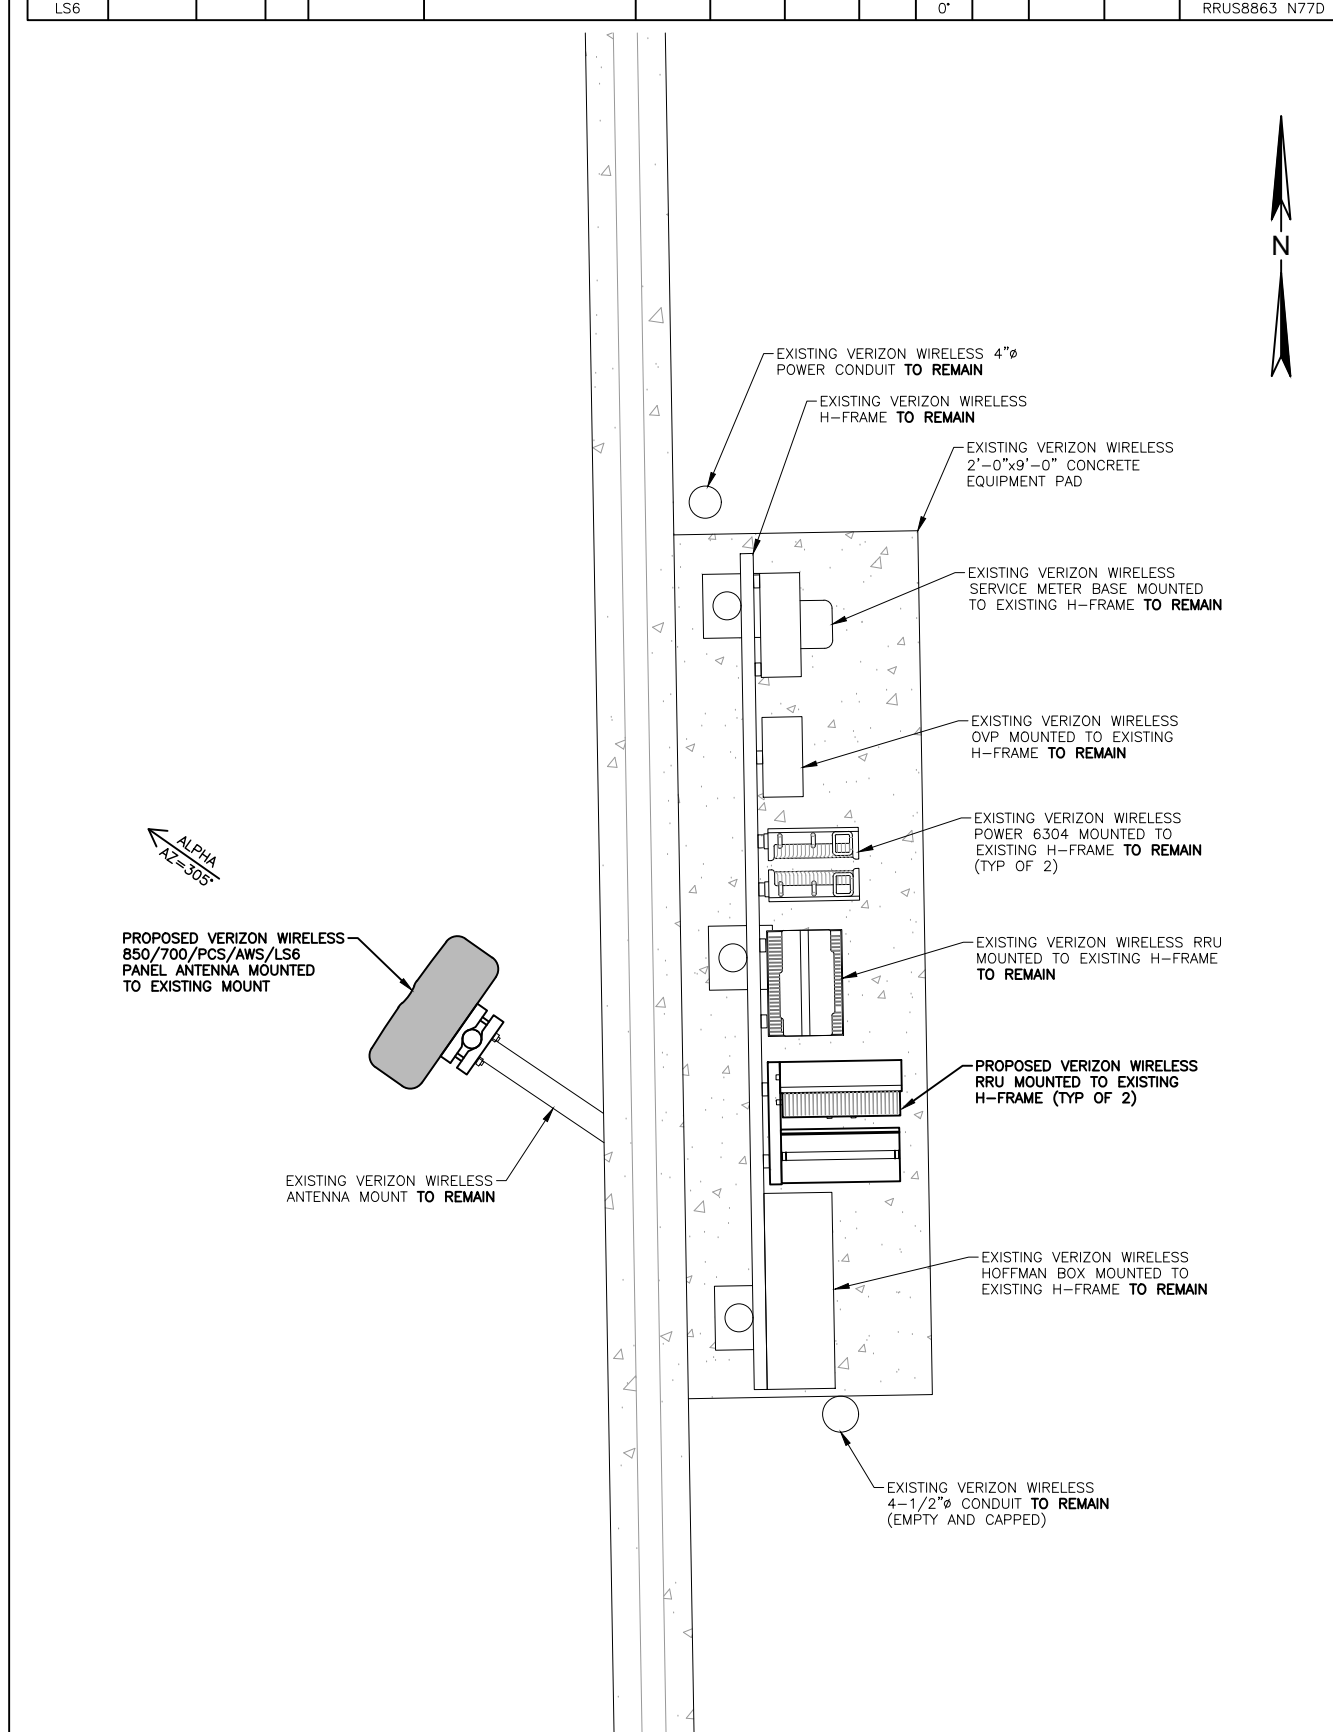 LS6 0° RRUS8863 N77D
N
EXISTING VERIZON WIRELESS 4"ø
POWER CONDUIT TO REMAIN
EXISTING VERIZON WIRELESS
H-FRAME TO REMAIN
EXISTING VERIZON WIRELESS
2'-0"x9'-0" CONCRETE
EQUIPMENT PAD
EXISTING VERIZON WIRELESS
SERVICE METER BASE MOUNTED
TO EXISTING H-FRAME TO REMAIN
EXISTING VERIZON WIRELESS
OVP MOUNTED TO EXISTING
H-FRAME TO REMAIN
EXISTING VERIZON WIRELESS
POWER 6304 MOUNTED TO
EXISTING H-FRAME TO REMAIN
(TYP OF 2)
ALPHA
AZ=305°
PROPOSED VERIZON WIRELESS
850/700/PCS/AWS/LS6
PANEL ANTENNA MOUNTED
TO EXISTING MOUNT
EXISTING VERIZON WIRELESS RRU
MOUNTED TO EXISTING H-FRAME
TO REMAIN
PROPOSED VERIZON WIRELESS
RRU MOUNTED TO EXISTING
H-FRAME (TYP OF 2)
EXISTING VERIZON WIRELESS
ANTENNA MOUNT TO REMAIN
EXISTING VERIZON WIRELESS
HOFFMAN BOX MOUNTED TO
EXISTING H-FRAME TO REMAIN
EXISTING VERIZON WIRELESS
4-1/2"ø CONDUIT TO REMAIN
(EMPTY AND CAPPED)